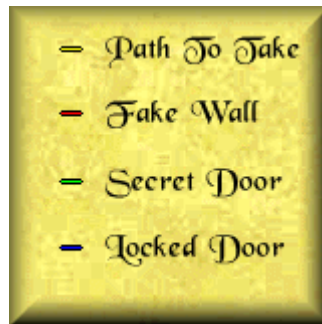 Path To Take
Fake Wall
Secret Door
Locked Door